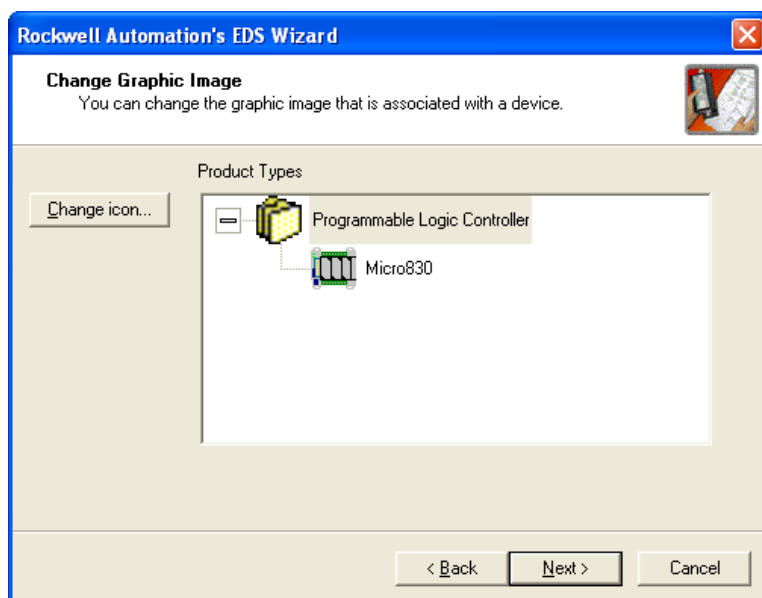 Rockwell Automation's EDS Wizard
Change Graphic Image
You can change the graphic image that is associated with a device.
Product Types
Change icon...
Programmable Logic Controller
Micro830
< Back
Next >
Cancel